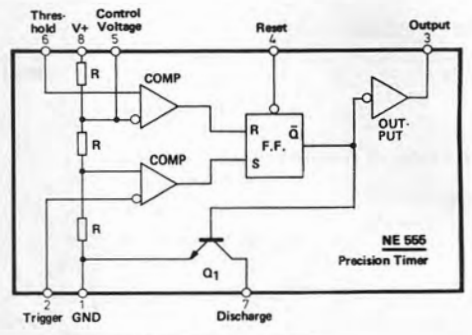 Thres-
hold
6
V+
8
Control
Voltage
5
Reset
4
Output
3
R
COMP
R
COMP
R
R
Q̄
F.F.
S
OUT-
PUT
Q1
NE 555
Precision Timer
2
Trigger
1
GND
7
Discharge